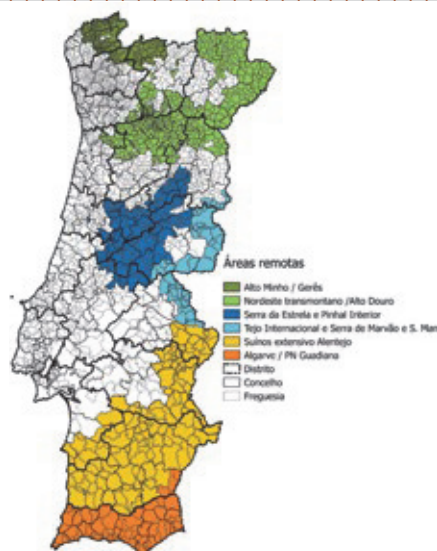 Áreas remotas
Alto Minho / Gerês
Nordeste transmontano /Alto Douro
Serra da Estrela e Pinhal Interior
Tejo Internacional e Serra de Marvão e S. Mam
Suínos extensivo Alentejo
Algarve / PN Guadiana
Distrito
Concelho
Freguesia